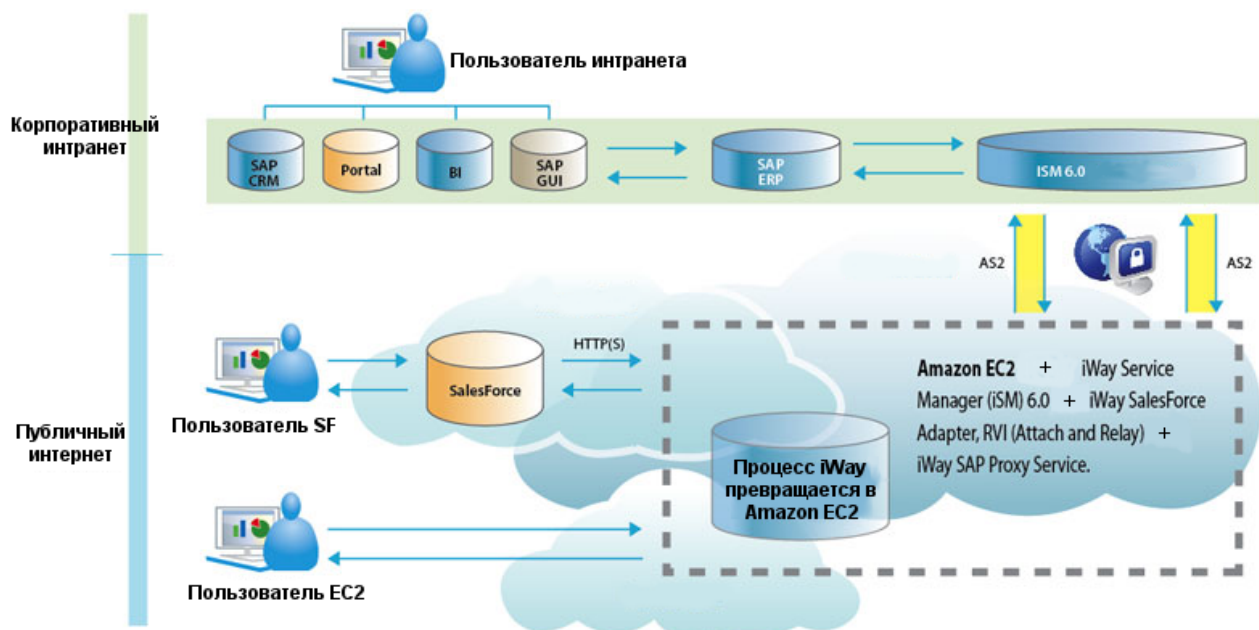 Пользователь интранета
Корпоративный
интранет
SAP
CRM
Portal
BI
SAP
GUI
SAP
ERP
ISM 6.0
AS2
AS2
HTTP(S)
SalesForce
Пользователь SF
Публичный
интернет
Amazon EC2 + iWay Service
Manager (iSM) 6.0 + iWay SalesForce
Adapter, RVI (Attach and Relay) +
iWay SAP Proxy Service.
Процесс iWay
превращается в
Amazon EC2
Пользователь EC2